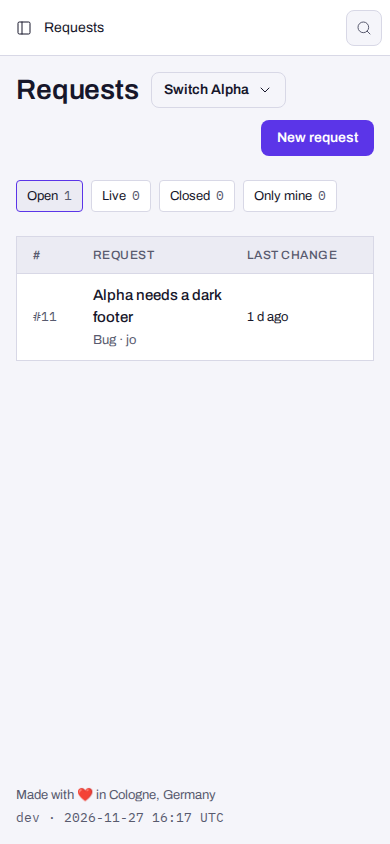 Requests
Requests
Switch Alpha
New request
Open 1
Live 0
Closed 0
Only mine 0
# REQUEST LAST CHANGE
#11
Alpha needs a dark
footer
Bug · jo
1 d ago
Made with ❤️ in Cologne, Germany
dev · 2026-11-27 16:17 UTC